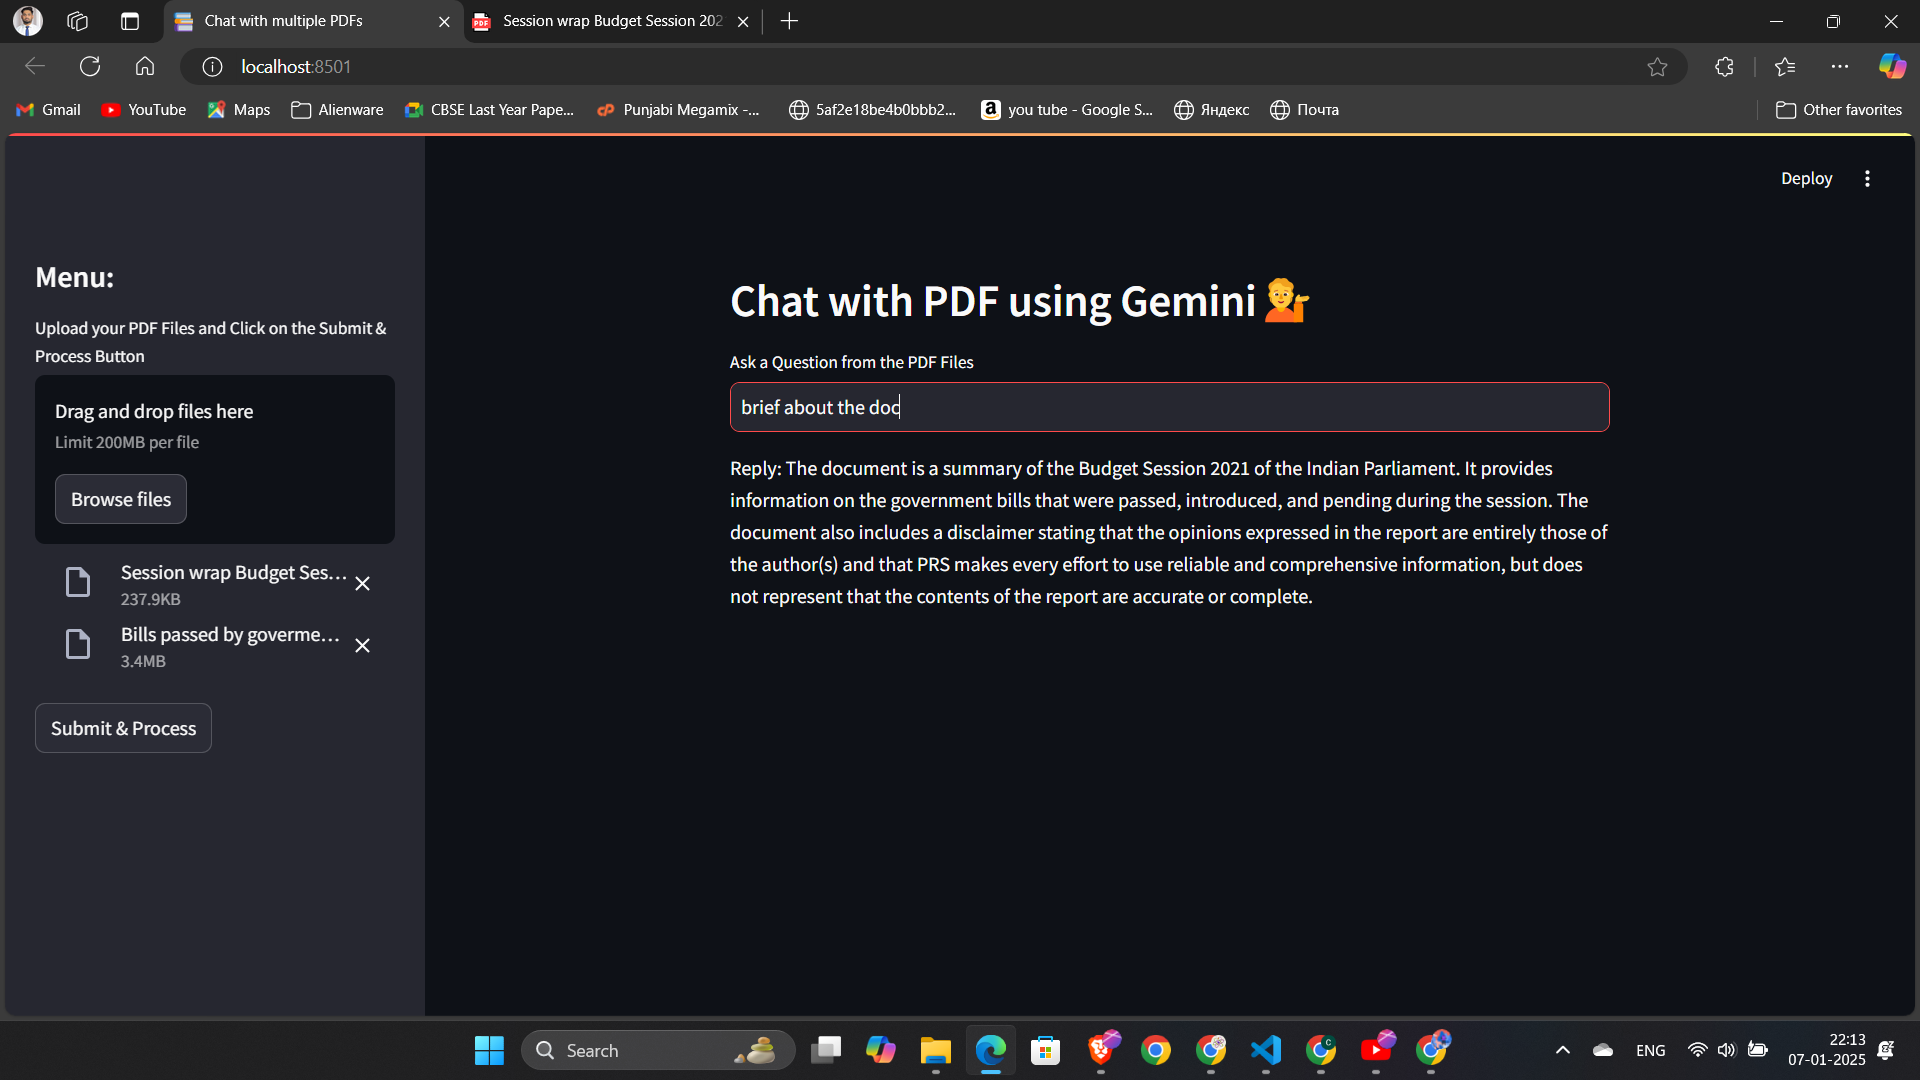 Chat with multiple PDFs
Session wrap Budget Session 202
localhost:8501
Gmail
YouTube
Maps
Alienware
CBSE Last Year Pape...
Punjabi Megamix -...
5af2e18be4b0bbb2...
you tube - Google S...
Яндекс
Почта
Other favorites
Deploy
Menu:
Upload your PDF Files and Click on the Submit &
Process Button
Drag and drop files here
Limit 200MB per file
Browse files
Session wrap Budget Ses...
237.9KB
Bills passed by goverme...
3.4MB
Submit & Process
Chat with PDF using Gemini
Ask a Question from the PDF Files
brief about the doc
Reply: The document is a summary of the Budget Session 2021 of the Indian Parliament. It provides
information on the government bills that were passed, introduced, and pending during the session. The
document also includes a disclaimer stating that the opinions expressed in the report are entirely those of
the author(s) and that PRS makes every effort to use reliable and comprehensive information, but does
not represent that the contents of the report are accurate or complete.
Search
ENG
22:13
07-01-2025